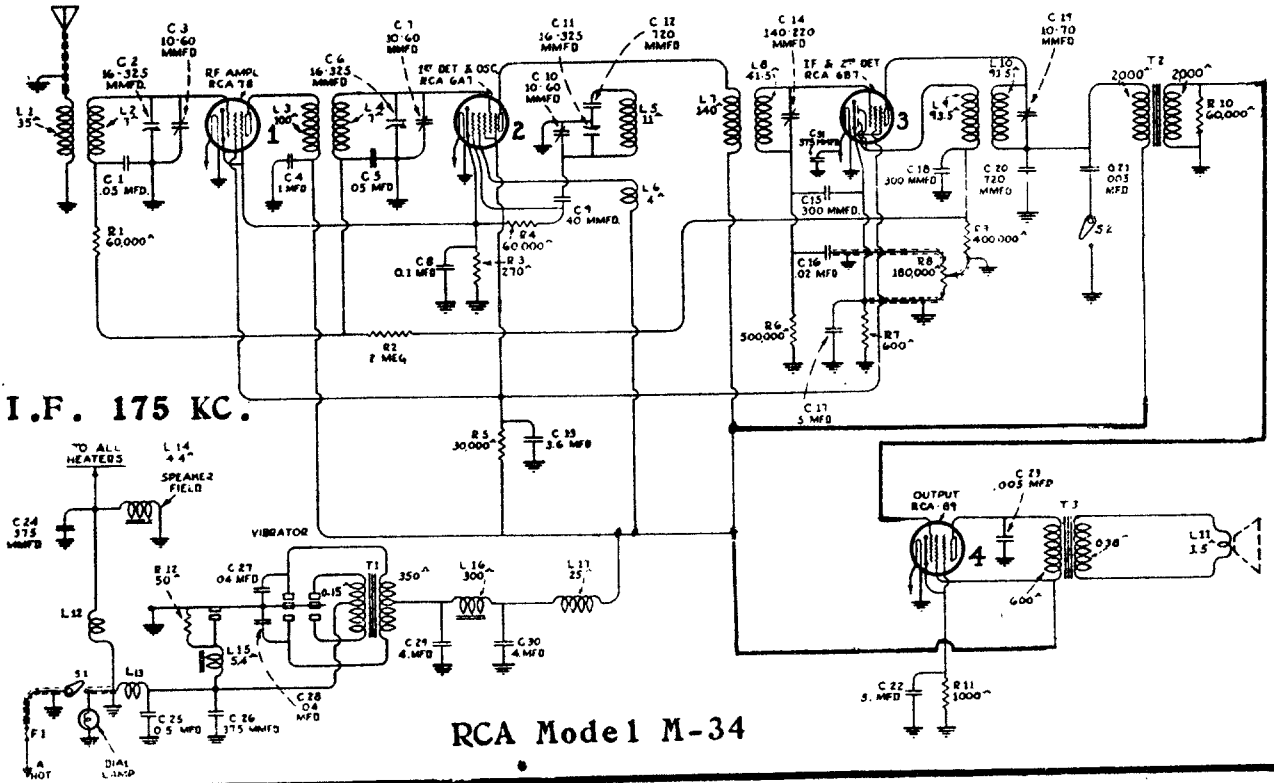 C 2
16-325
MMFD
C 3
10-60
MMFD
RF AMPL
RCA 78
1
C 6
16-325
MMFD
C 7
10-60
MMFD
1ST DET & OSC
RCA 6A7
2
C 11
16-325
MMFD
C 10
10-60
MMFD.
C 12
720
MMFD
L 8
41.5^
C 14
140-220
MMFD
IF & 2ND DET
RCA 6B7
3
L 10
93.5^
C 19
10-70
MMFD
T 2
2000^
2000^
R 10
60,000^
L 1
35^
L 2
7^
C 1
.05 MFD.
L 3
100^
C 4
.1 MFD
L 4
7^
C 5
.05 MFD.
L 5
11^
L 6
4^
C 9
40 MMFD.
R 4
60,000^
C 8
0.1 MFD
R 3
270^
L 7
140^
C 31
375 MMFD
L 9
93.5^
C 18
300 MMFD
C 15
300 MMFD.
C 16
.02 MFD
R 8
180,000^
R 9
400,000^
C 20
720
MMFD
C 21
.003
MFD
S 2
R 1
60,000^
R 2
2 MEG
R 6
500,000^
R 7
600^
C 17
5 MFD
R 5
30,000^
C 23
3.6 MFD
I.F. 175 KC.
TO ALL
HEATERS
L 14
4.4^
SPEAKER
FIELD
C 24
375
MMFD
VIBRATOR
R 12
50^
C 27
.04 MFD
0.15^
T 1
350^
L 16
300^
L 17
25^
C 29
4. MFD
C 30
4. MFD
L 12
L 15
5.4^
C 28
.04
MFD
S 1
L 13
C 25
0.5 MFD
C 26
375 MMFD
F 1
A
HOT
DIAL
LAMP
OUTPUT
RCA-89
4
C 23
.005 MFD
T 3
600^
.038^
L 11
1.5^
C 22
5. MFD
R 11
1000^
RCA Model M-34